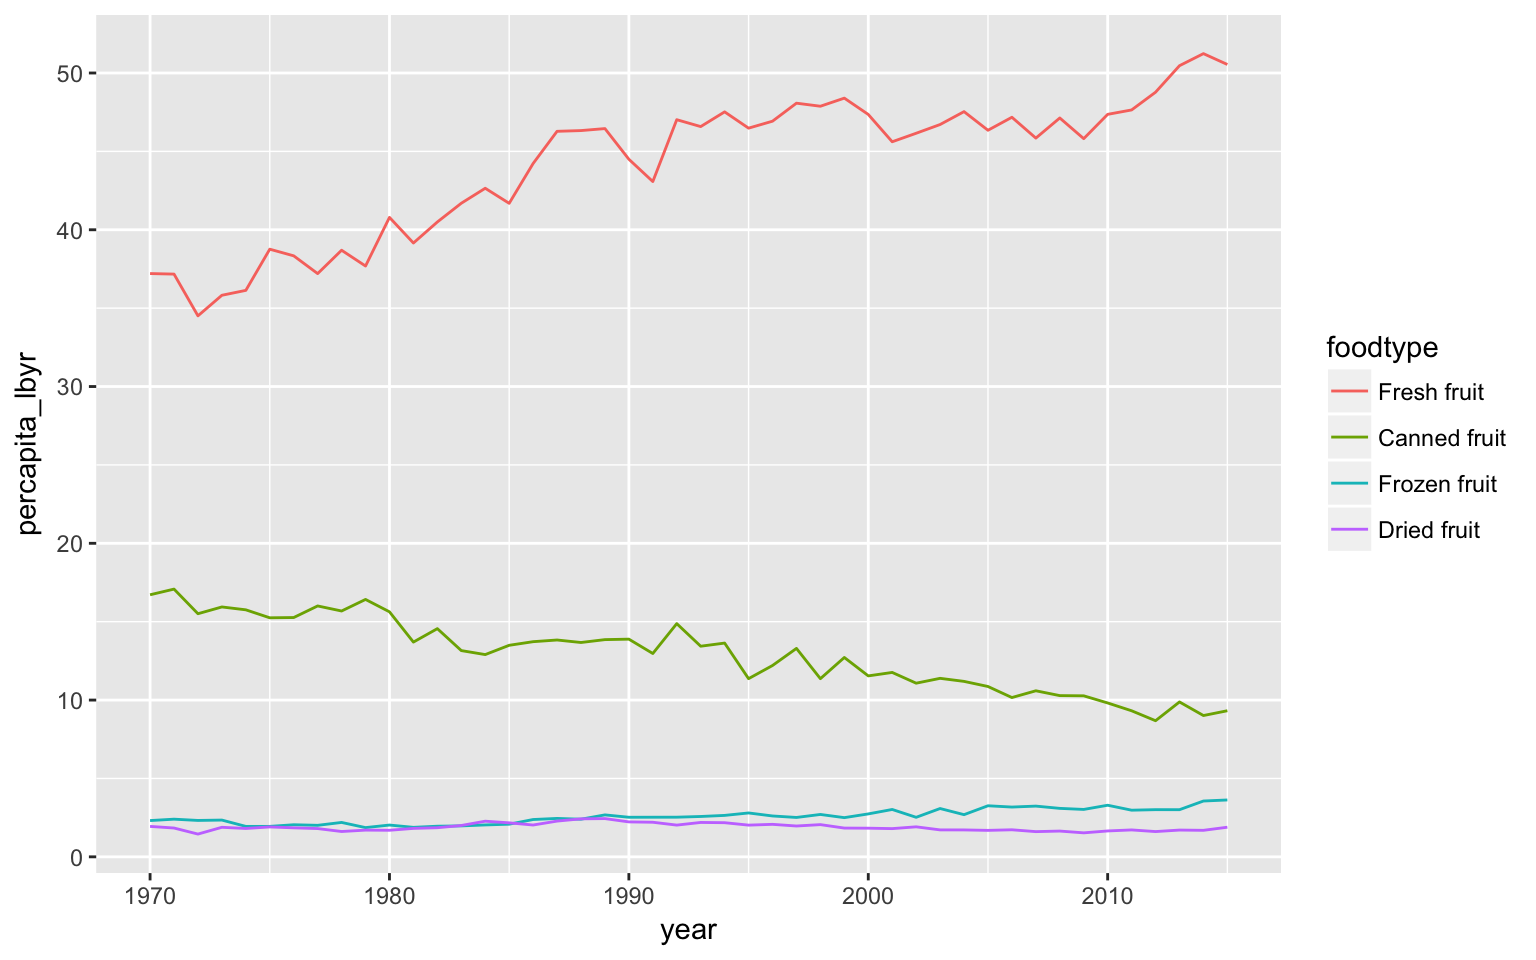 50
40
30
20
10
0
percapita_lbyr
1970 1980 1990 2000 2010
year
foodtype
Fresh fruit
Canned fruit
Frozen fruit
Dried fruit